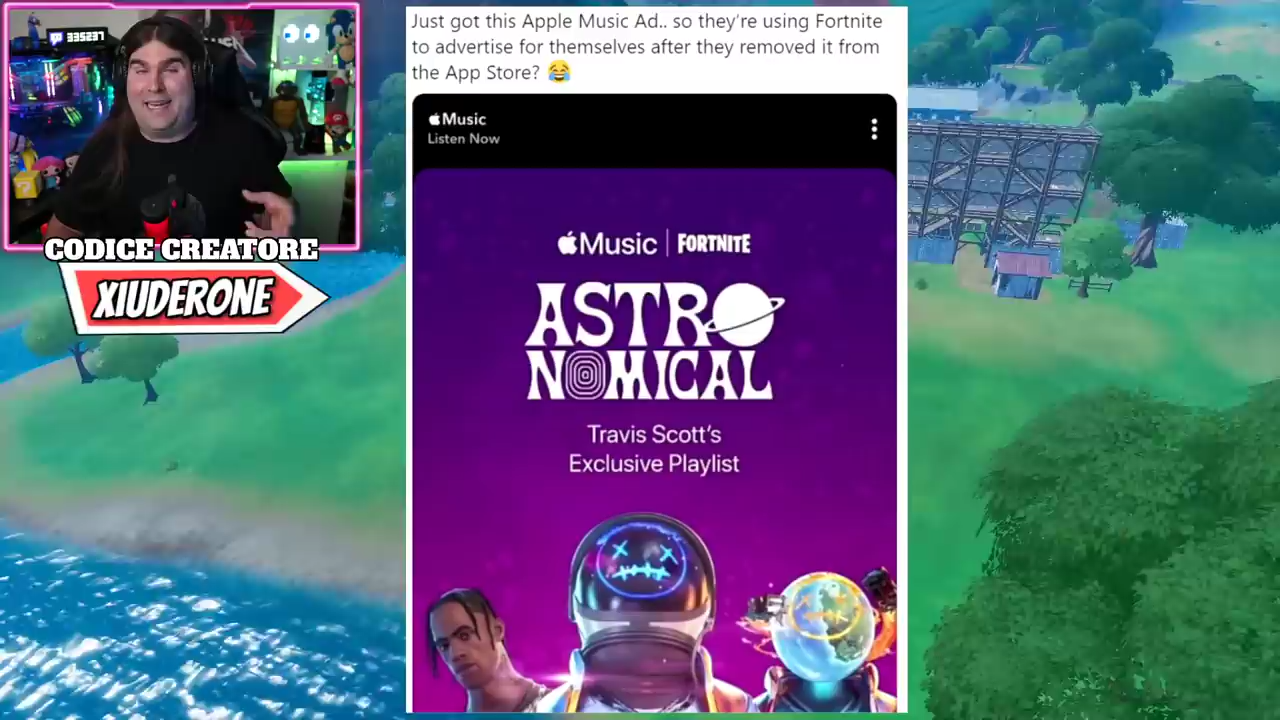 335237
Just got this Apple Music Ad.. so they're using Fortnite
to advertise for themselves after they removed it from
the App Store? 😂
Music
Listen Now
Music | FORTNITE
ASTRO
NOMICAL
Travis Scott's
Exclusive Playlist
CODICE CREATORE
XIUDERONE